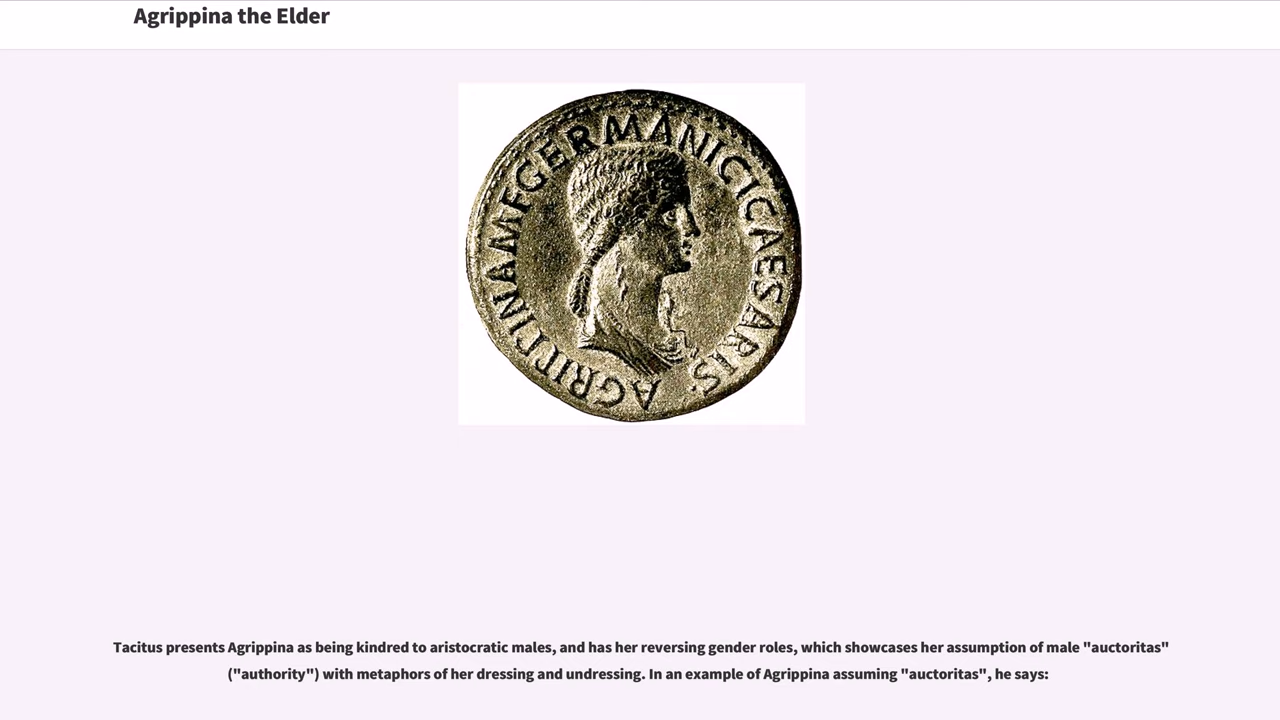 Agrippina the Elder
AGRIPPINA M F GERMANICI CAESARIS
Tacitus presents Agrippina as being kindred to aristocratic males, and has her reversing gender roles, which showcases her assumption of male "auctoritas"
("authority") with metaphors of her dressing and undressing. In an example of Agrippina assuming "auctoritas", he says: